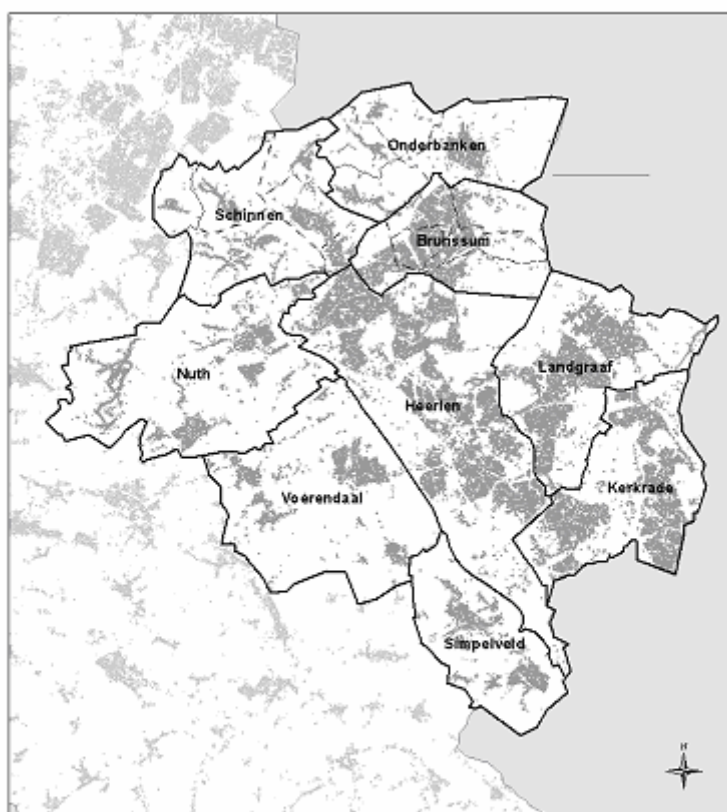 Onderbanken
Schinnen
Brunssum
Landgraaf
Nuth
Heerlen
Kerkrade
Voerendaal
Simpelveld
N